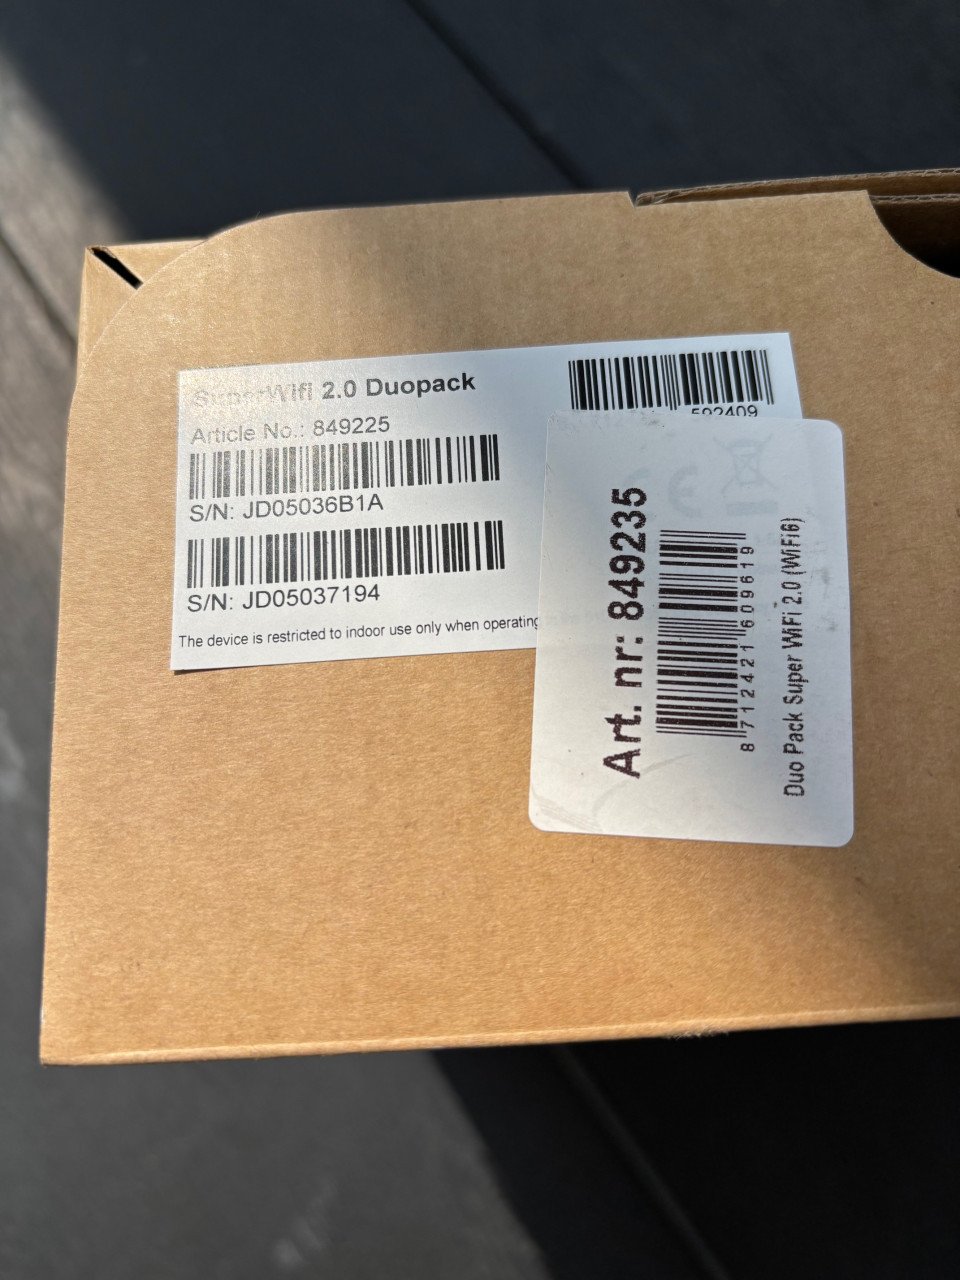 SuperWifi 2.0 Duopack
Article No.: 849225
S/N: JD05036B1A
S/N: JD05037194
The device is restricted to indoor use only when operating
592409
Art. nr: 849235
8 712421 609619
Duo Pack Super WiFi 2.0 (WiFi6)